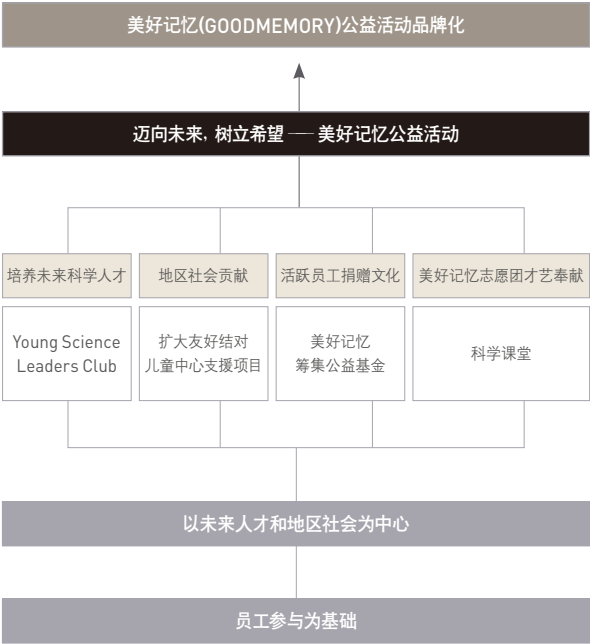 美好记忆(GOODMEMORY)公益活动品牌化
迈向未来, 树立希望 — 美好记忆公益活动
培养未来科学人才
地区社会贡献
活跃员工捐赠文化
美好记忆志愿团才艺奉献
Young Science
Leaders Club
扩大友好结对
儿童中心支援项目
美好记忆
筹集公益基金
科学课堂
以未来人才和地区社会为中心
员工参与为基础